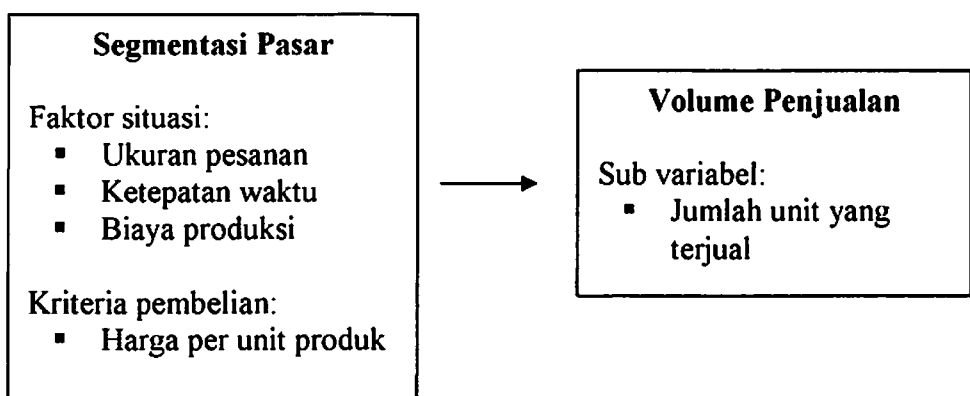 Segmentasi Pasar
Faktor situasi:
▪ Ukuran pesanan
▪ Ketepatan waktu
▪ Biaya produksi
Kriteria pembelian:
▪ Harga per unit produk
Volume Penjualan
Sub variabel:
▪ Jumlah unit yang
terjual